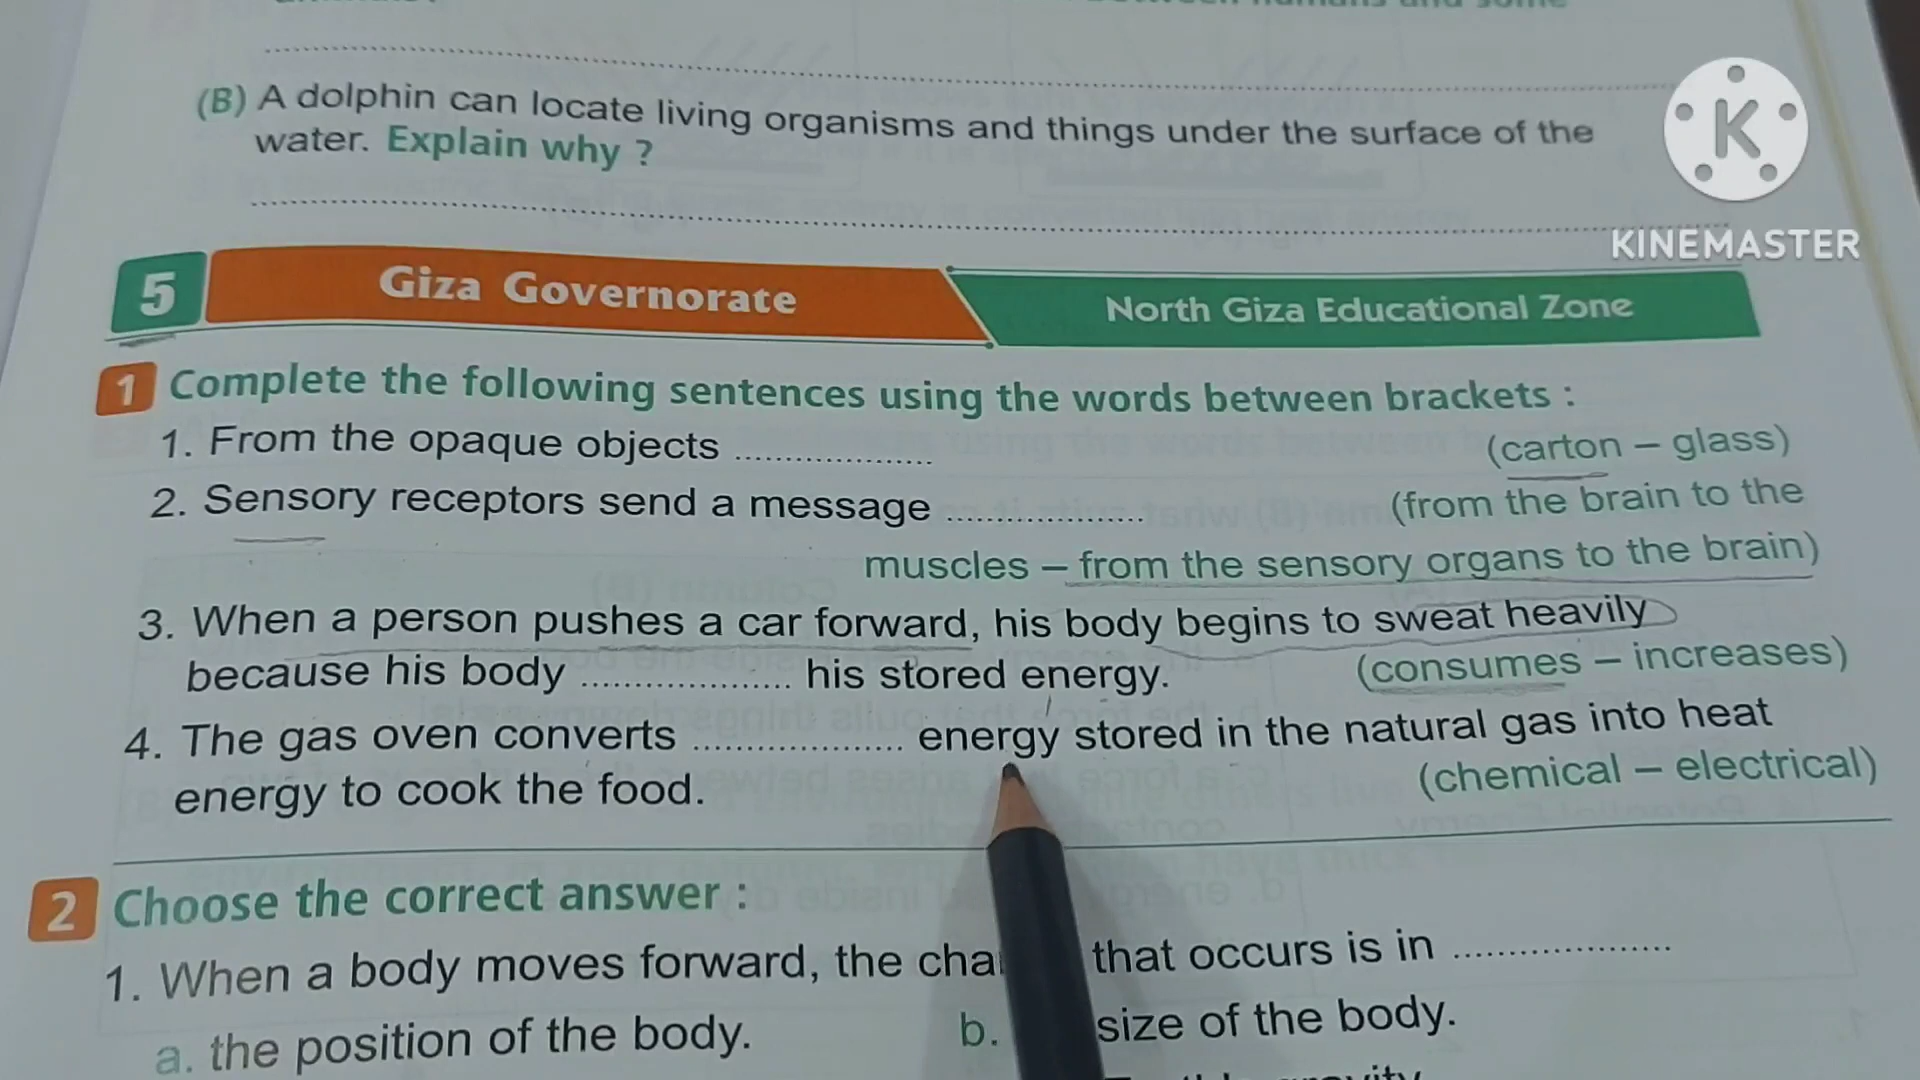 (B) A dolphin can locate living organisms and things under the surface of the
water. Explain why ?
K
KINEMASTER
5 Giza Governorate North Giza Educational Zone
1 Complete the following sentences using the words between brackets :
1. From the opaque objects .................... (carton – glass)
2. Sensory receptors send a message .................... (from the brain to the
muscles – from the sensory organs to the brain)
3. When a person pushes a car forward, his body begins to sweat heavily
because his body .................... his stored energy. (consumes – increases)
4. The gas oven converts .................... energy stored in the natural gas into heat
energy to cook the food. (chemical – electrical)
2 Choose the correct answer :
1. When a body moves forward, the that occurs is in ....................
a. the position of the body. b. size of the body.